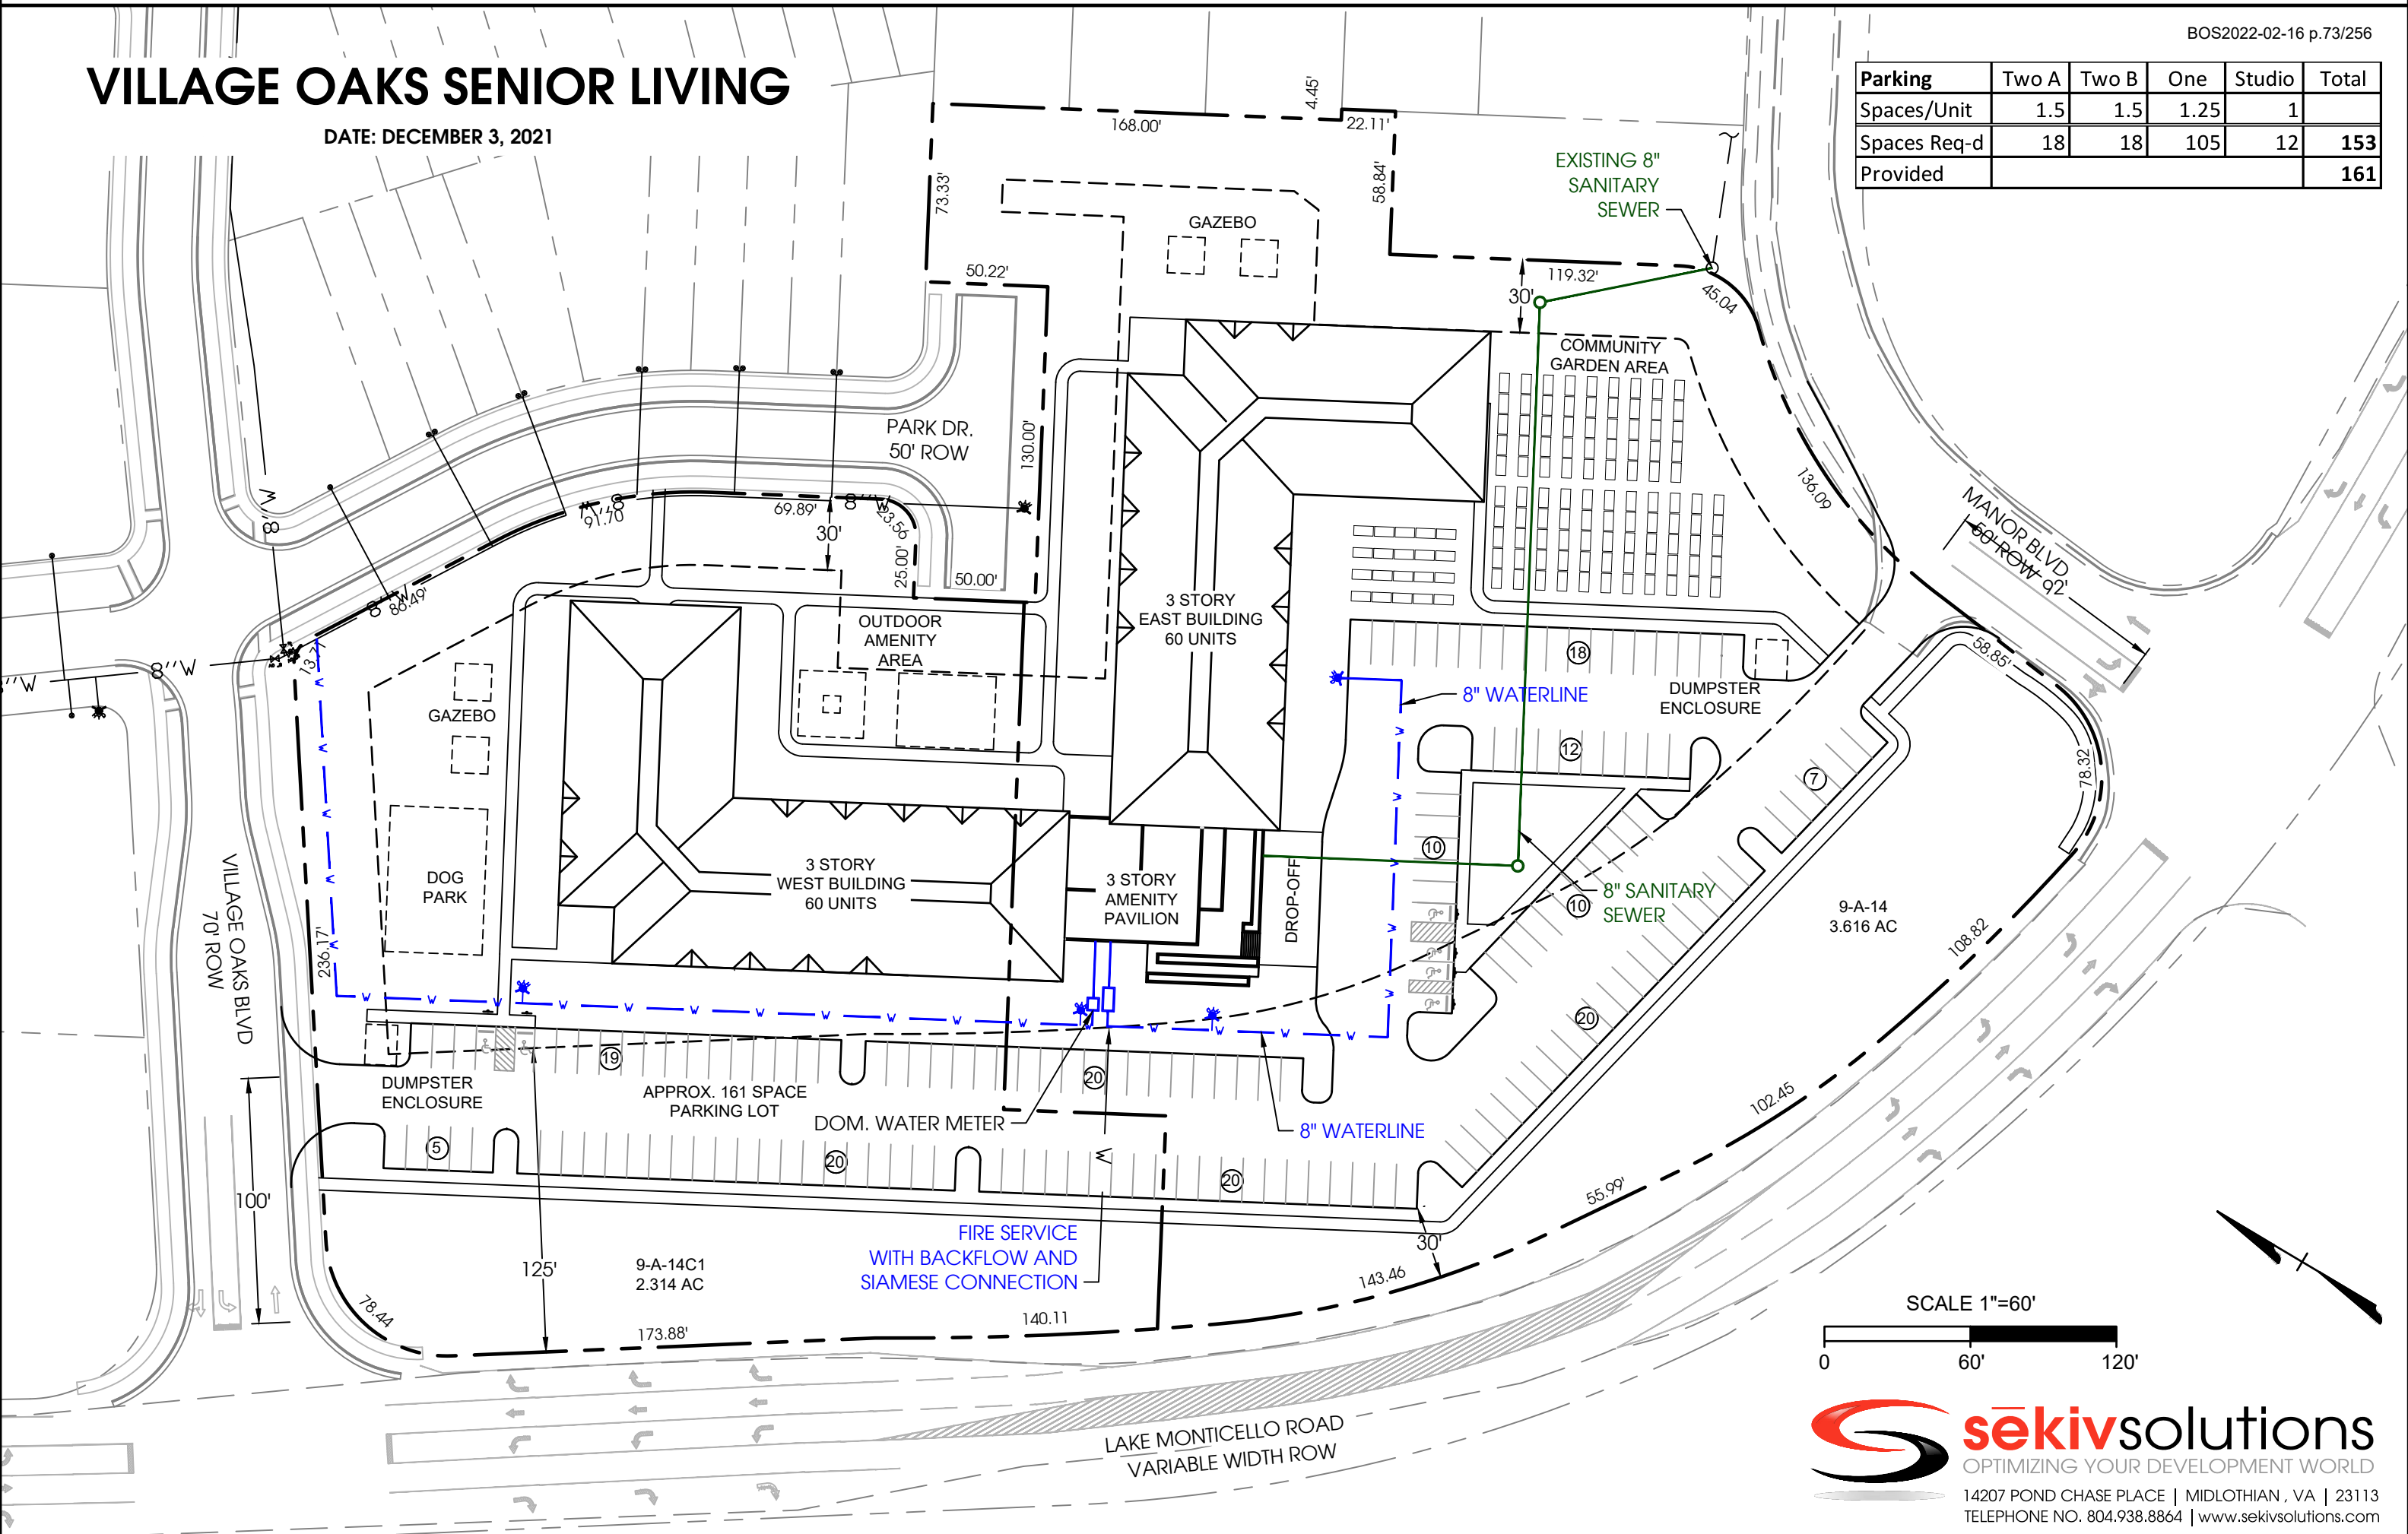 BOS2022-02-16 p.73/256
VILLAGE OAKS SENIOR LIVING
DATE: DECEMBER 3, 2021
Parking Two A Two B One Studio Total
Spaces/Unit 1.5 1.5 1.25 1
Spaces Req-d 18 18 105 12 153
Provided 161
4.45'
168.00'
22.11'
73.33'
58.84'
EXISTING 8"
SANITARY
SEWER
GAZEBO
50.22'
119.32'
30'
45.04
COMMUNITY
GARDEN AREA
PARK DR.
50' ROW
130.00'
136.09
MANOR BLVD
50' ROW
92'
8''W
8''W
91.70
69.89'
8''W
23.56
30'
25.00'
50.00'
8''W
86.49'
13.71
8''W
''W
OUTDOOR
AMENITY
AREA
3 STORY
EAST BUILDING
60 UNITS
18
58.85'
GAZEBO
8" WATERLINE
DUMPSTER
ENCLOSURE
12
7
78.32
DOG
PARK
3 STORY
WEST BUILDING
60 UNITS
3 STORY
AMENITY
PAVILION
DROP-OFF
10
10
8" SANITARY
SEWER
9-A-14
3.616 AC
VILLAGE OAKS BLVD
70' ROW
236.17'
108.82
W W W W W W W W W W W W W W W W
20
19
20
DUMPSTER
ENCLOSURE
APPROX. 161 SPACE
PARKING LOT
DOM. WATER METER
8" WATERLINE
102.45
5
20
W
20
100'
55.99'
FIRE SERVICE
WITH BACKFLOW AND
SIAMESE CONNECTION
30'
125'
9-A-14C1
2.314 AC
143.46
78.44
173.88'
140.11
SCALE 1"=60'
0 60' 120'
LAKE MONTICELLO ROAD
VARIABLE WIDTH ROW
sēkivsolutions
OPTIMIZING YOUR DEVELOPMENT WORLD
14207 POND CHASE PLACE | MIDLOTHIAN , VA | 23113
TELEPHONE NO. 804.938.8864 | www.sekivsolutions.com